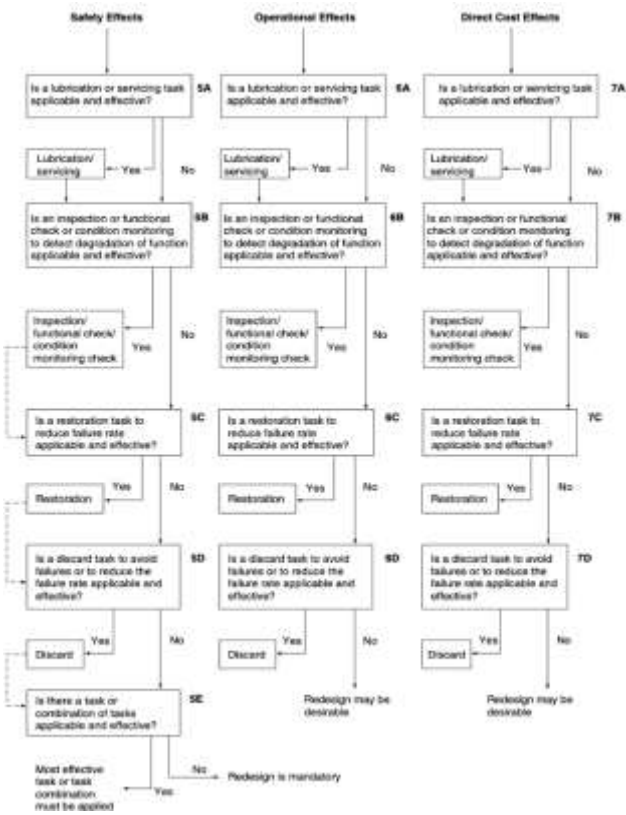 Safety Effects
Is a lubrication or servicing task
applicable and effective?
5A
Lubrication/
servicing
Yes
No
Is an inspection or functional
check or condition monitoring
to detect degradation of function
applicable and effective?
5B
Inspection/
functional check/
condition
monitoring check
Yes
No
Is a restoration task to
reduce failure rate
applicable and effective?
5C
Restoration
Yes
No
Is a discard task to avoid
failures or to reduce the
failure rate applicable and
effective?
5D
Discard
Yes
No
Is there a task or
combination of tasks
applicable and effective?
5E
Most effective
task or task
combination
must be applied
Yes
No
Redesign is mandatory
Operational Effects
Is a lubrication or servicing task
applicable and effective?
6A
Lubrication/
servicing
Yes
No
Is an inspection or functional
check or condition monitoring
to detect degradation of function
applicable and effective?
6B
Inspection/
functional check/
condition
monitoring check
Yes
No
Is a restoration task to
reduce failure rate
applicable and effective?
6C
Restoration
Yes
No
Is a discard task to avoid
failures or to reduce the
failure rate applicable and
effective?
6D
Discard
Yes
No
Redesign may be
desirable
Direct Cost Effects
Is a lubrication or servicing task
applicable and effective?
7A
Lubrication/
servicing
Yes
No
Is an inspection or functional
check or condition monitoring
to detect degradation of function
applicable and effective?
7B
Inspection/
functional check/
condition
monitoring check
Yes
No
Is a restoration task to
reduce failure rate
applicable and effective?
7C
Restoration
Yes
No
Is a discard task to avoid
failures or to reduce the
failure rate applicable and
effective?
7D
Discard
Yes
No
Redesign may be
desirable